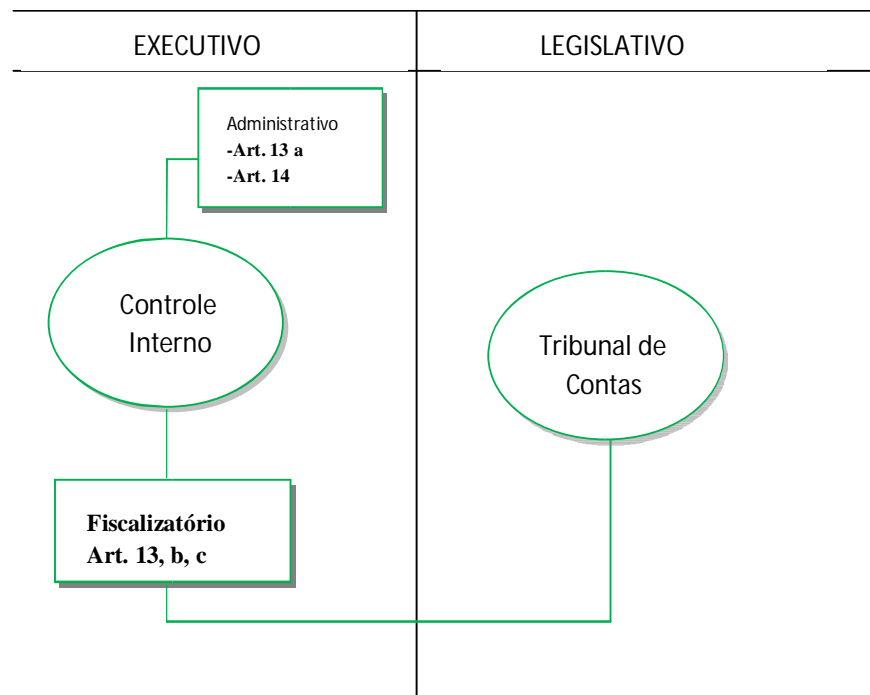 EXECUTIVO
LEGISLATIVO
Administrativo
-Art. 13 a
-Art. 14
Controle
Interno
Tribunal de
Contas
Fiscalizatório
Art. 13, b, c